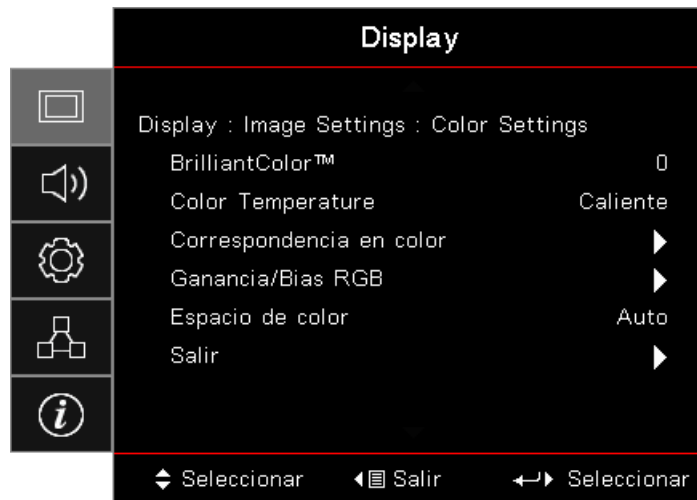 Display
Display : Image Settings : Color Settings
BrilliantColor™ 0
Color Temperature Caliente
Correspondencia en color
Ganancia/Bias RGB
Espacio de color Auto
Salir
Seleccionar Salir Seleccionar